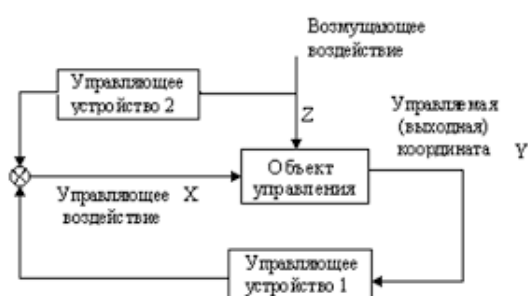 Возмущающее
воздействие
Управляющее
устройство 2
Z
Управляемая
(выходная)
координата Y
Объект
управления
Управляющее X
воздействие
Управляющее
устройство 1